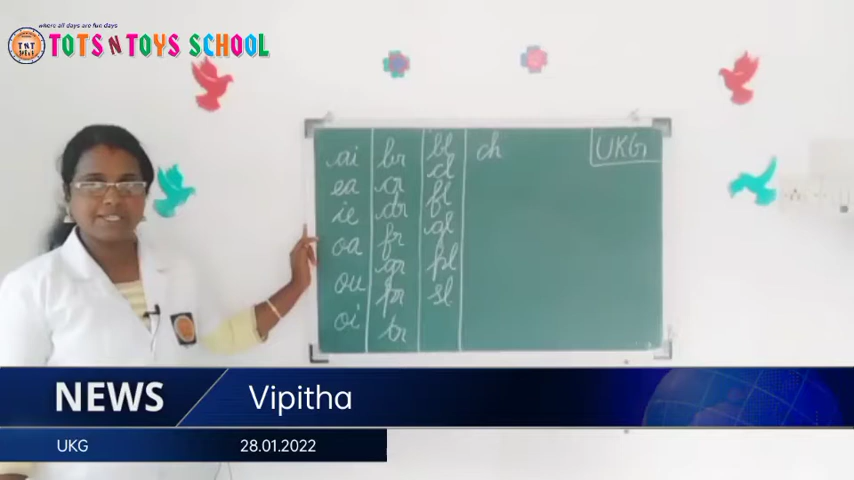 where all days are fun days
TNT
TOTS N TOYS SCHOOL
ai br bl ch UKG
ea cr cl
ie dr fl
oa fr gl
ou gr pl
oi pr sl
tr
NEWS Vipitha
UKG 28.01.2022